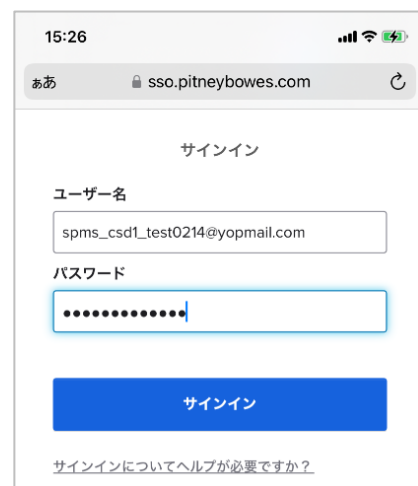 15:26
ぁあ sso.pitneybowes.com
サインイン
ユーザー名
spms_csd1_test0214@yopmail.com
パスワード
•••••••••••••
サインイン
サインインについてヘルプが必要ですか？